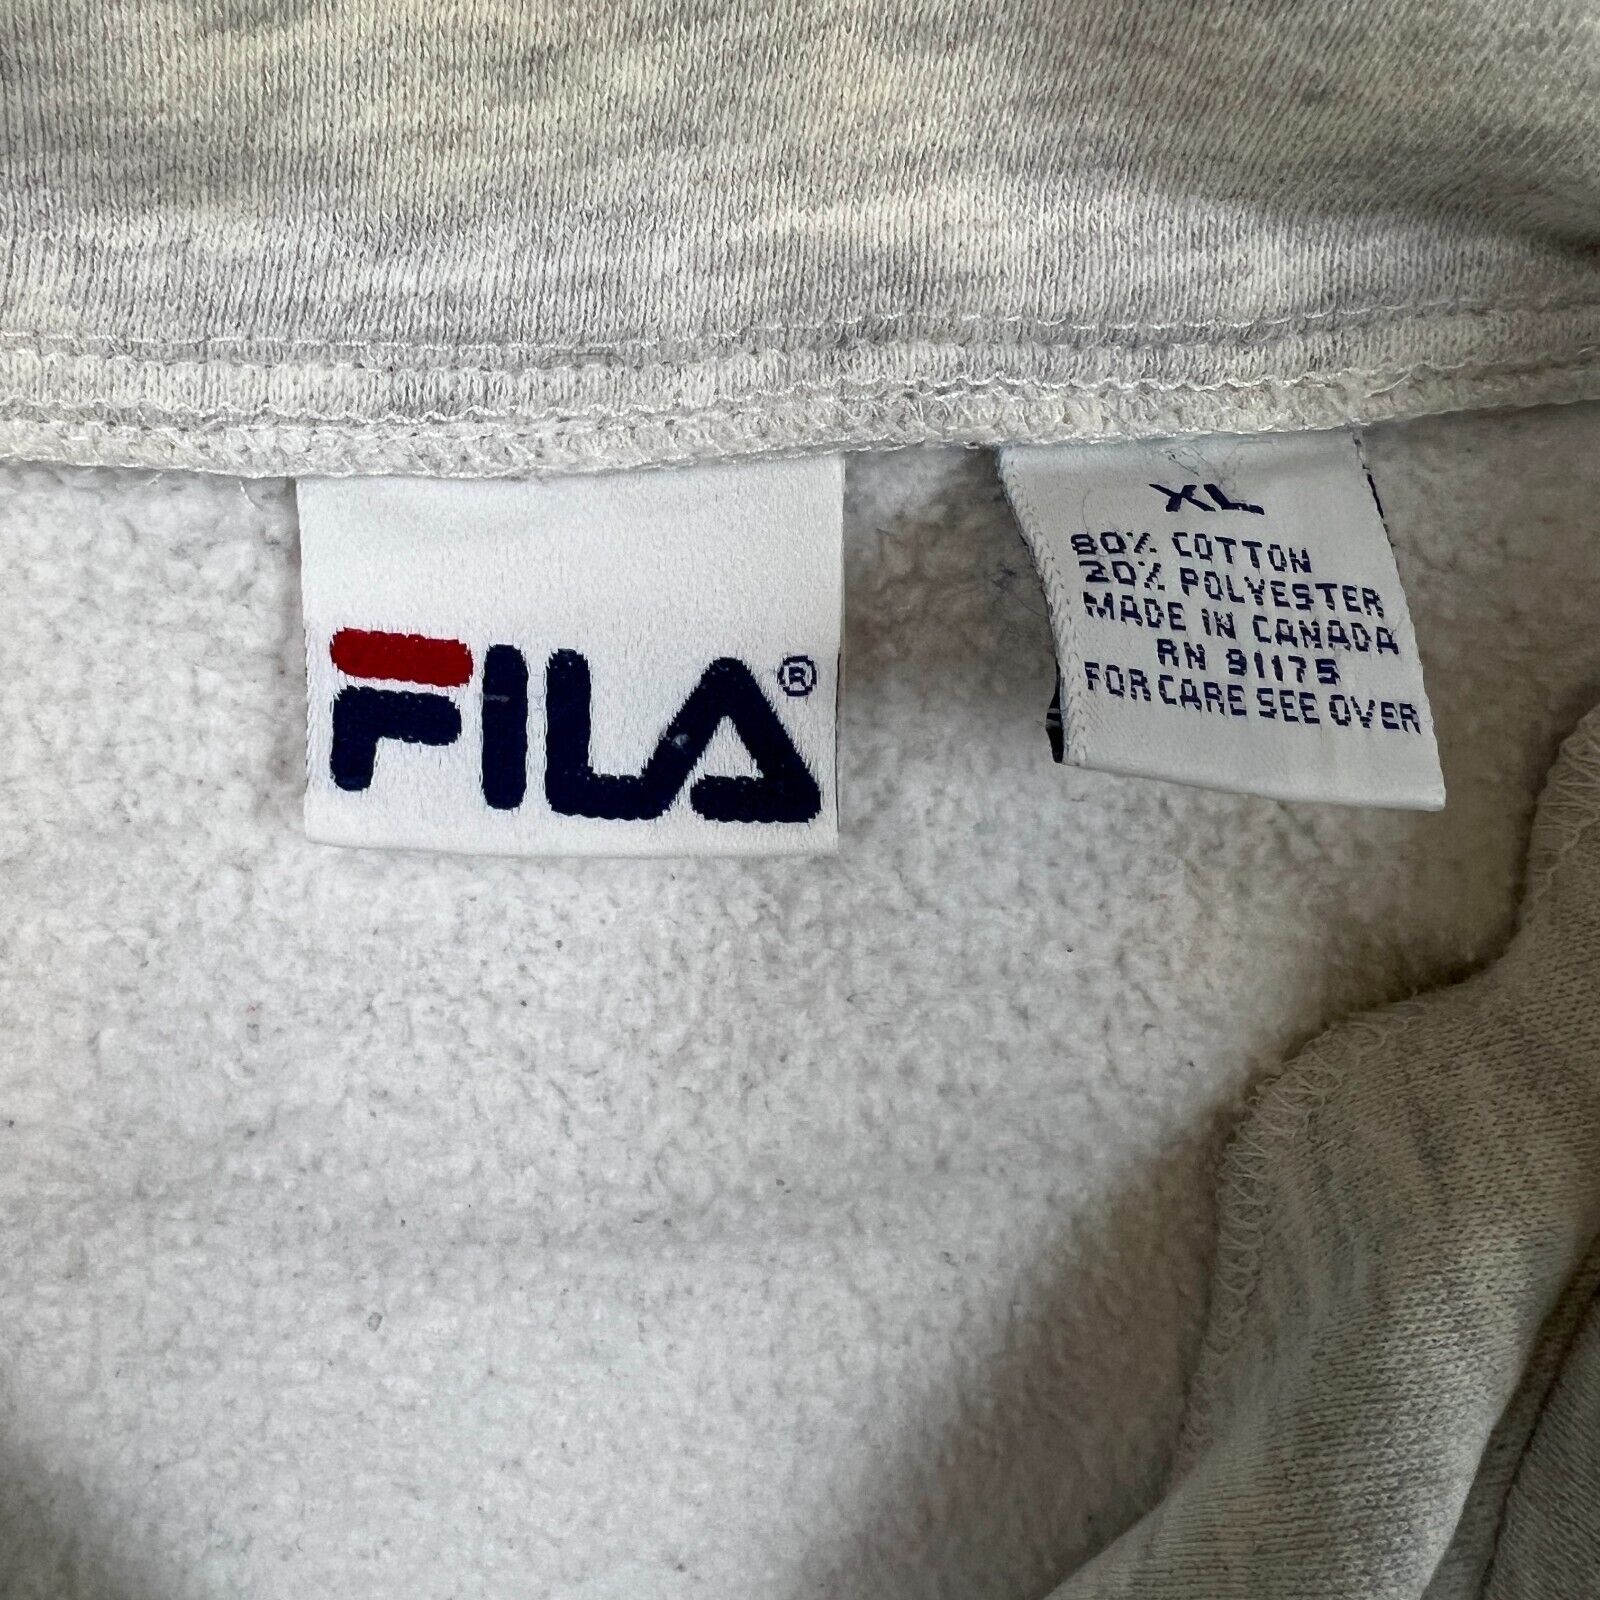 FILA®
XL
80% COTTON
20% POLYESTER
MADE IN CANADA
RN 91175
FOR CARE SEE OVER